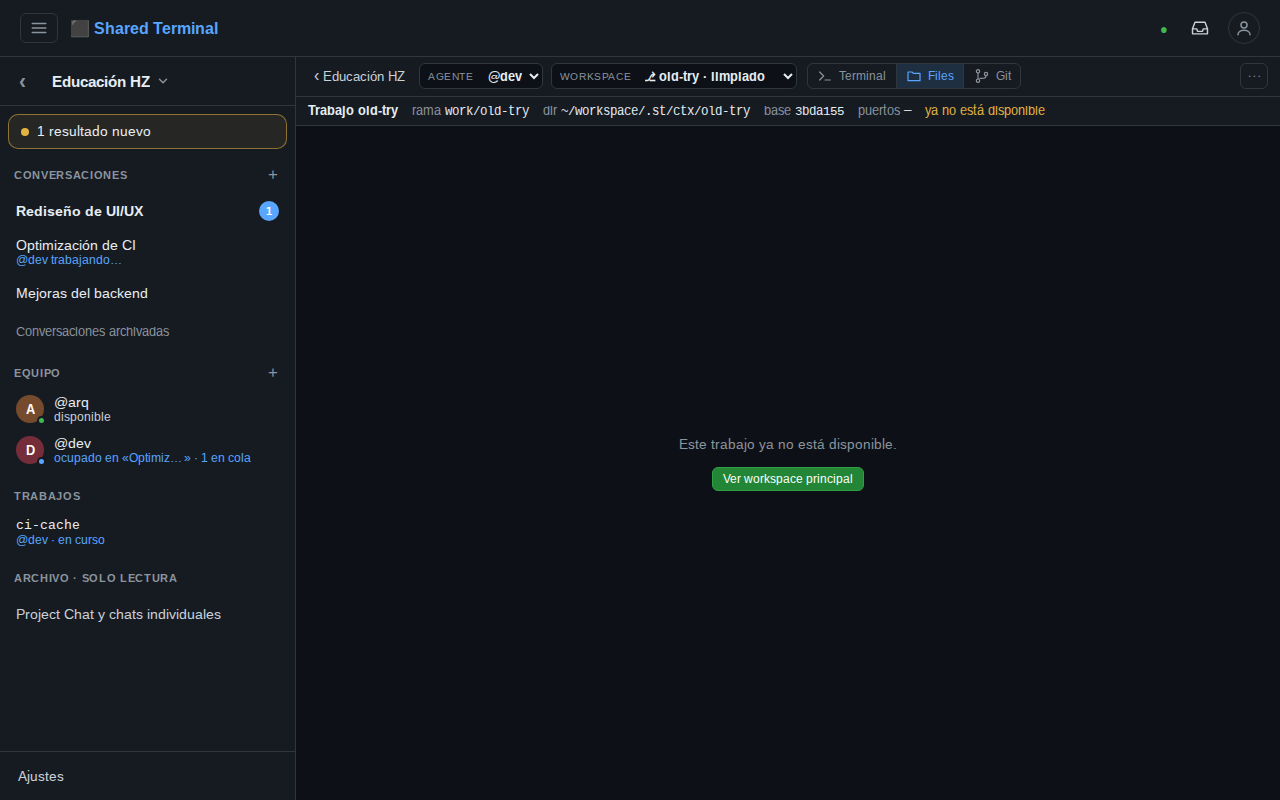 Shared Terminal
Educación HZ
1 resultado nuevo
CONVERSACIONES
Rediseño de UI/UX 1
Optimización de CI
@dev trabajando…
Mejoras del backend
Conversaciones archivadas
EQUIPO
A @arq
disponible
D @dev
ocupado en «Optimiz…» · 1 en cola
TRABAJOS
ci-cache
@dev · en curso
ARCHIVO · SOLO LECTURA
Project Chat y chats individuales
Ajustes
‹ Educación HZ AGENTE @dev WORKSPACE old-try · limpiado Terminal Files Git ···
Trabajo old-try rama work/old-try dir ~/workspace/.st/ctx/old-try base 3bda155 puertos — ya no está disponible
Este trabajo ya no está disponible.
Ver workspace principal